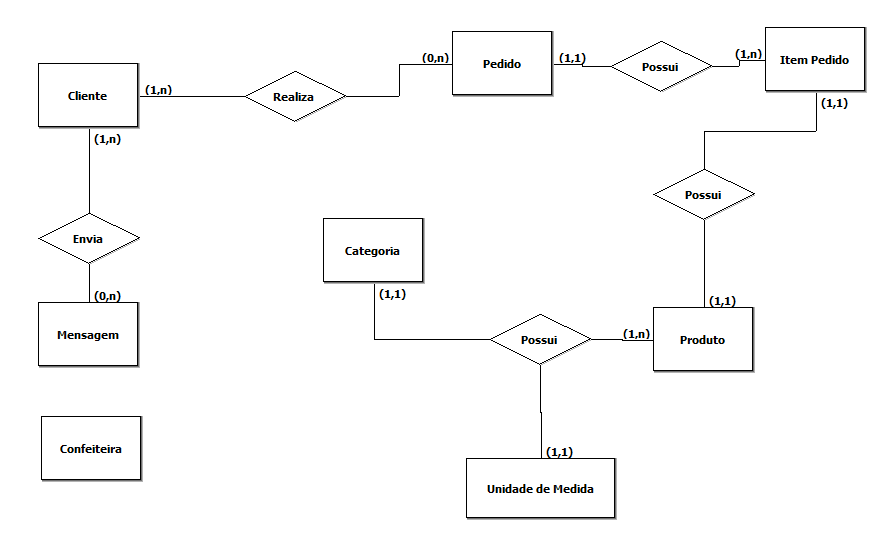 Cliente
(1,n)
Realiza
(0,n)
Pedido
(1,1)
Possui
(1,n)
Item Pedido
(1,1)
(1,n)
Envia
(0,n)
Mensagem
Possui
(1,1)
Categoria
(1,1)
Possui
(1,n)
Produto
(1,1)
Unidade de Medida
Confeiteira